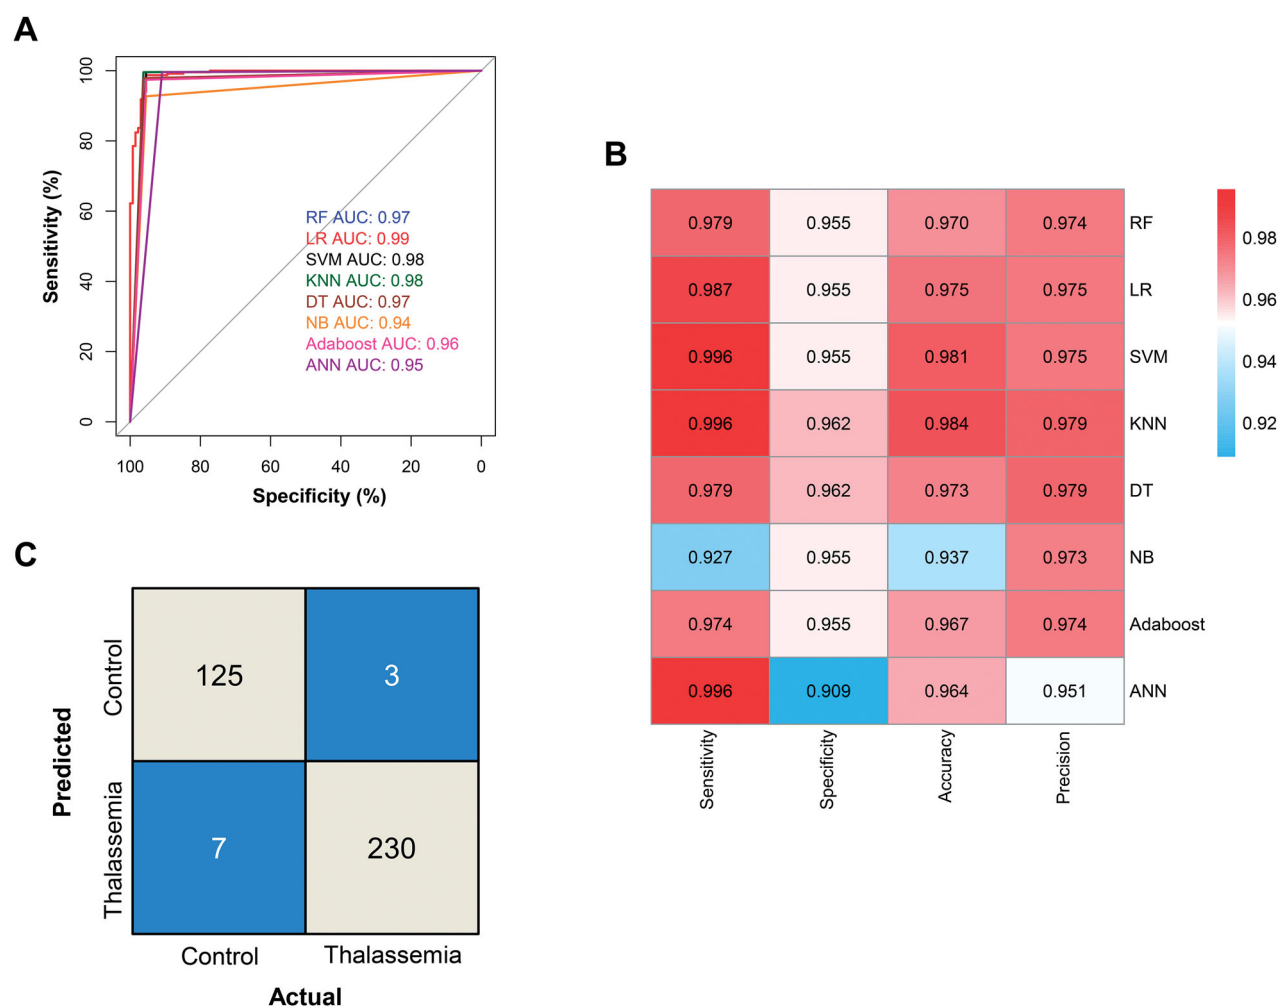 A
Sensitivity (%)
100
80
60
40
20
0
RF AUC: 0.97
LR AUC: 0.99
SVM AUC: 0.98
KNN AUC: 0.98
DT AUC: 0.97
NB AUC: 0.94
Adaboost AUC: 0.96
ANN AUC: 0.95
100 80 60 40 20 0
Specificity (%)
B
0.979 0.955 0.970 0.974 RF
0.987 0.955 0.975 0.975 LR
0.996 0.955 0.981 0.975 SVM
0.996 0.962 0.984 0.979 KNN
0.979 0.962 0.973 0.979 DT
0.927 0.955 0.937 0.973 NB
0.974 0.955 0.967 0.974 Adaboost
0.996 0.909 0.964 0.951 ANN
Sensitivity Specificity Accuracy Precision
0.98
0.96
0.94
0.92
C
Predicted
Control 125 3
Thalassemia 7 230
Control Thalassemia
Actual